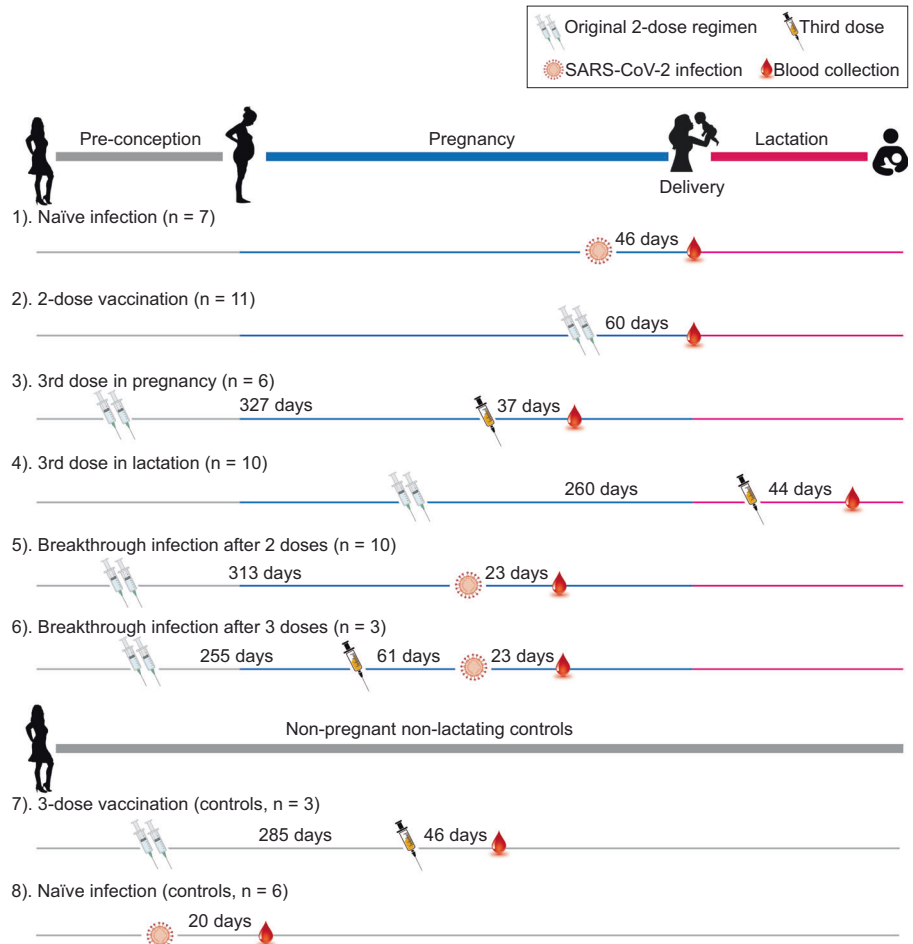 Original 2-dose regimen
Third dose
SARS-CoV-2 infection
Blood collection
Pre-conception
Pregnancy
Lactation
Delivery
1). Naïve infection (n = 7)
46 days
2). 2-dose vaccination (n = 11)
60 days
3). 3rd dose in pregnancy (n = 6)
327 days
37 days
4). 3rd dose in lactation (n = 10)
260 days
44 days
5). Breakthrough infection after 2 doses (n = 10)
313 days
23 days
6). Breakthrough infection after 3 doses (n = 3)
255 days
61 days
23 days
Non-pregnant non-lactating controls
7). 3-dose vaccination (controls, n = 3)
285 days
46 days
8). Naïve infection (controls, n = 6)
20 days